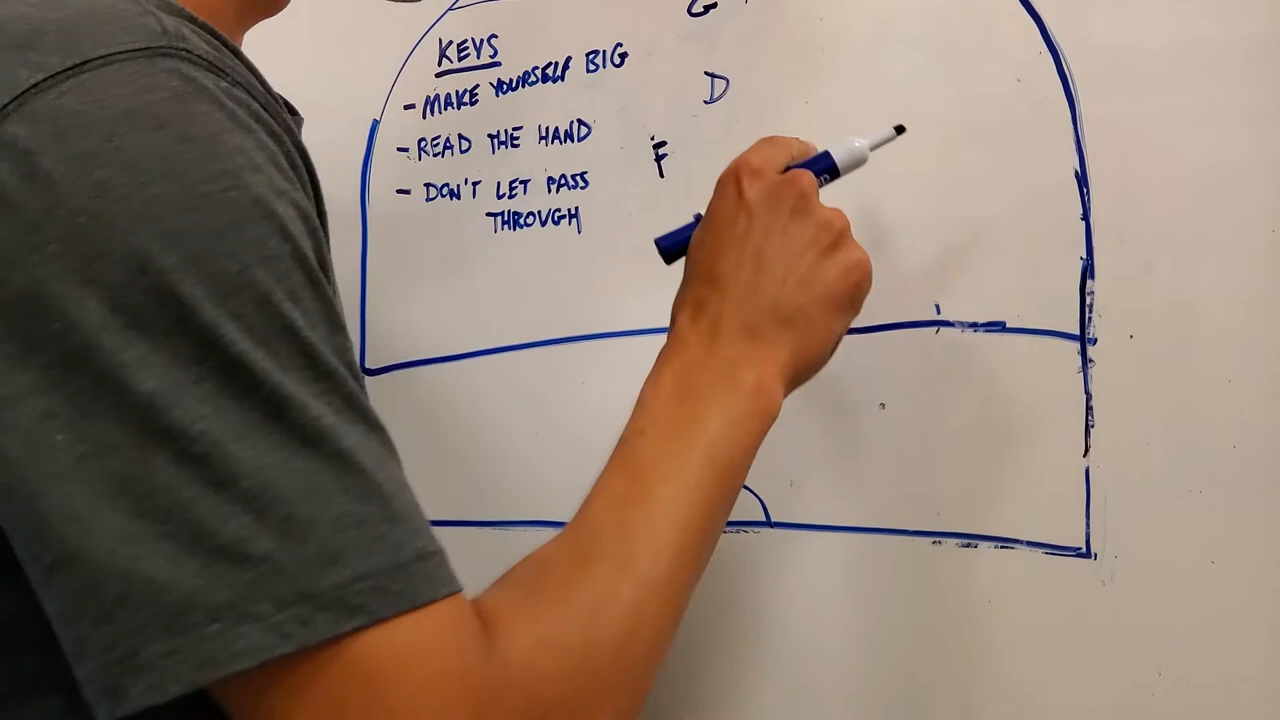 G
KEYS
- MAKE YOURSELF BIG
D
- READ THE HAND
F
- DON'T LET PASS
THROUGH